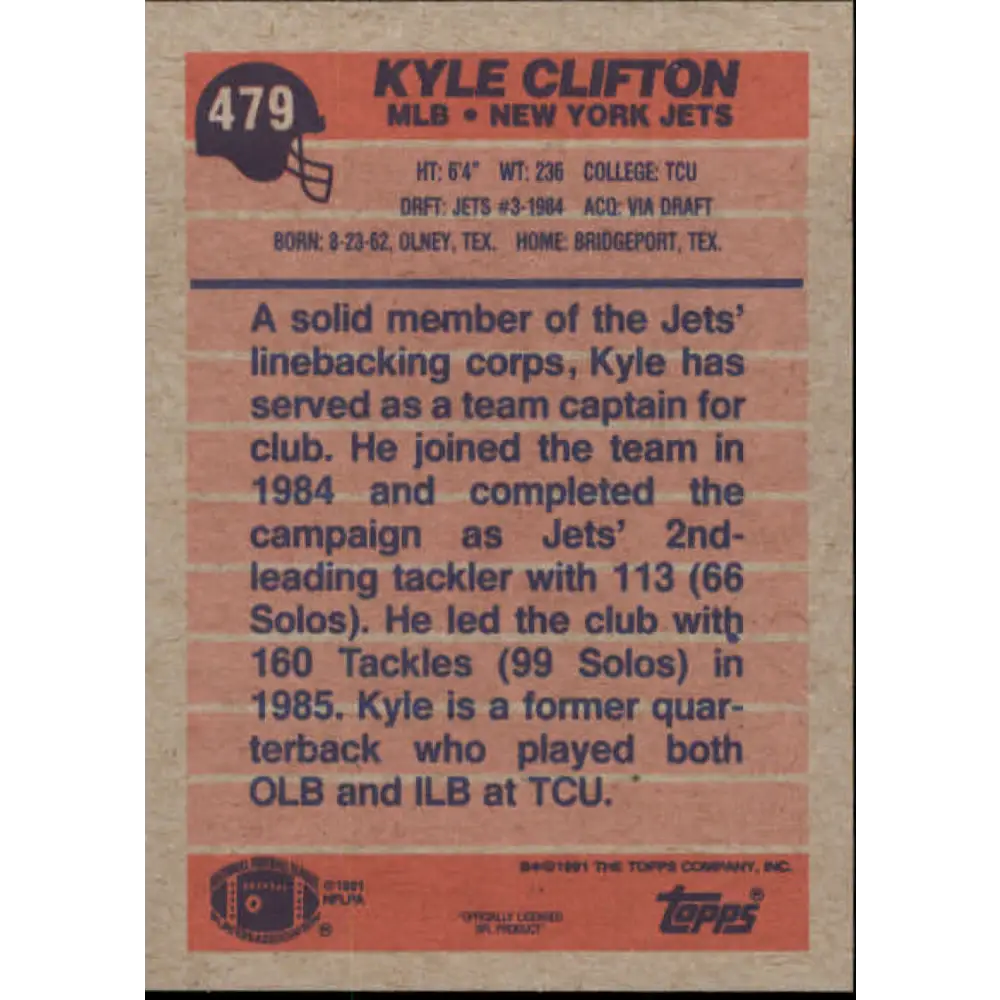 479
KYLE CLIFTON
MLB • NEW YORK JETS
HT: 6'4" WT: 236 COLLEGE: TCU
DRFT: JETS #3-1984 ACQ: VIA DRAFT
BORN: 8-23-62, OLNEY, TEX. HOME: BRIDGEPORT, TEX.
A solid member of the Jets'
linebacking corps, Kyle has
served as a team captain for
club. He joined the team in
1984 and completed the
campaign as Jets' 2nd-
leading tackler with 113 (66
Solos). He led the club with
160 Tackles (99 Solos) in
1985. Kyle is a former quar-
terback who played both
OLB and ILB at TCU.
©1991 THE TOPPS COMPANY, INC.
©1991
NFLPA
"OFFICIALLY LICENSED
NFL PRODUCT"
TOPPS®